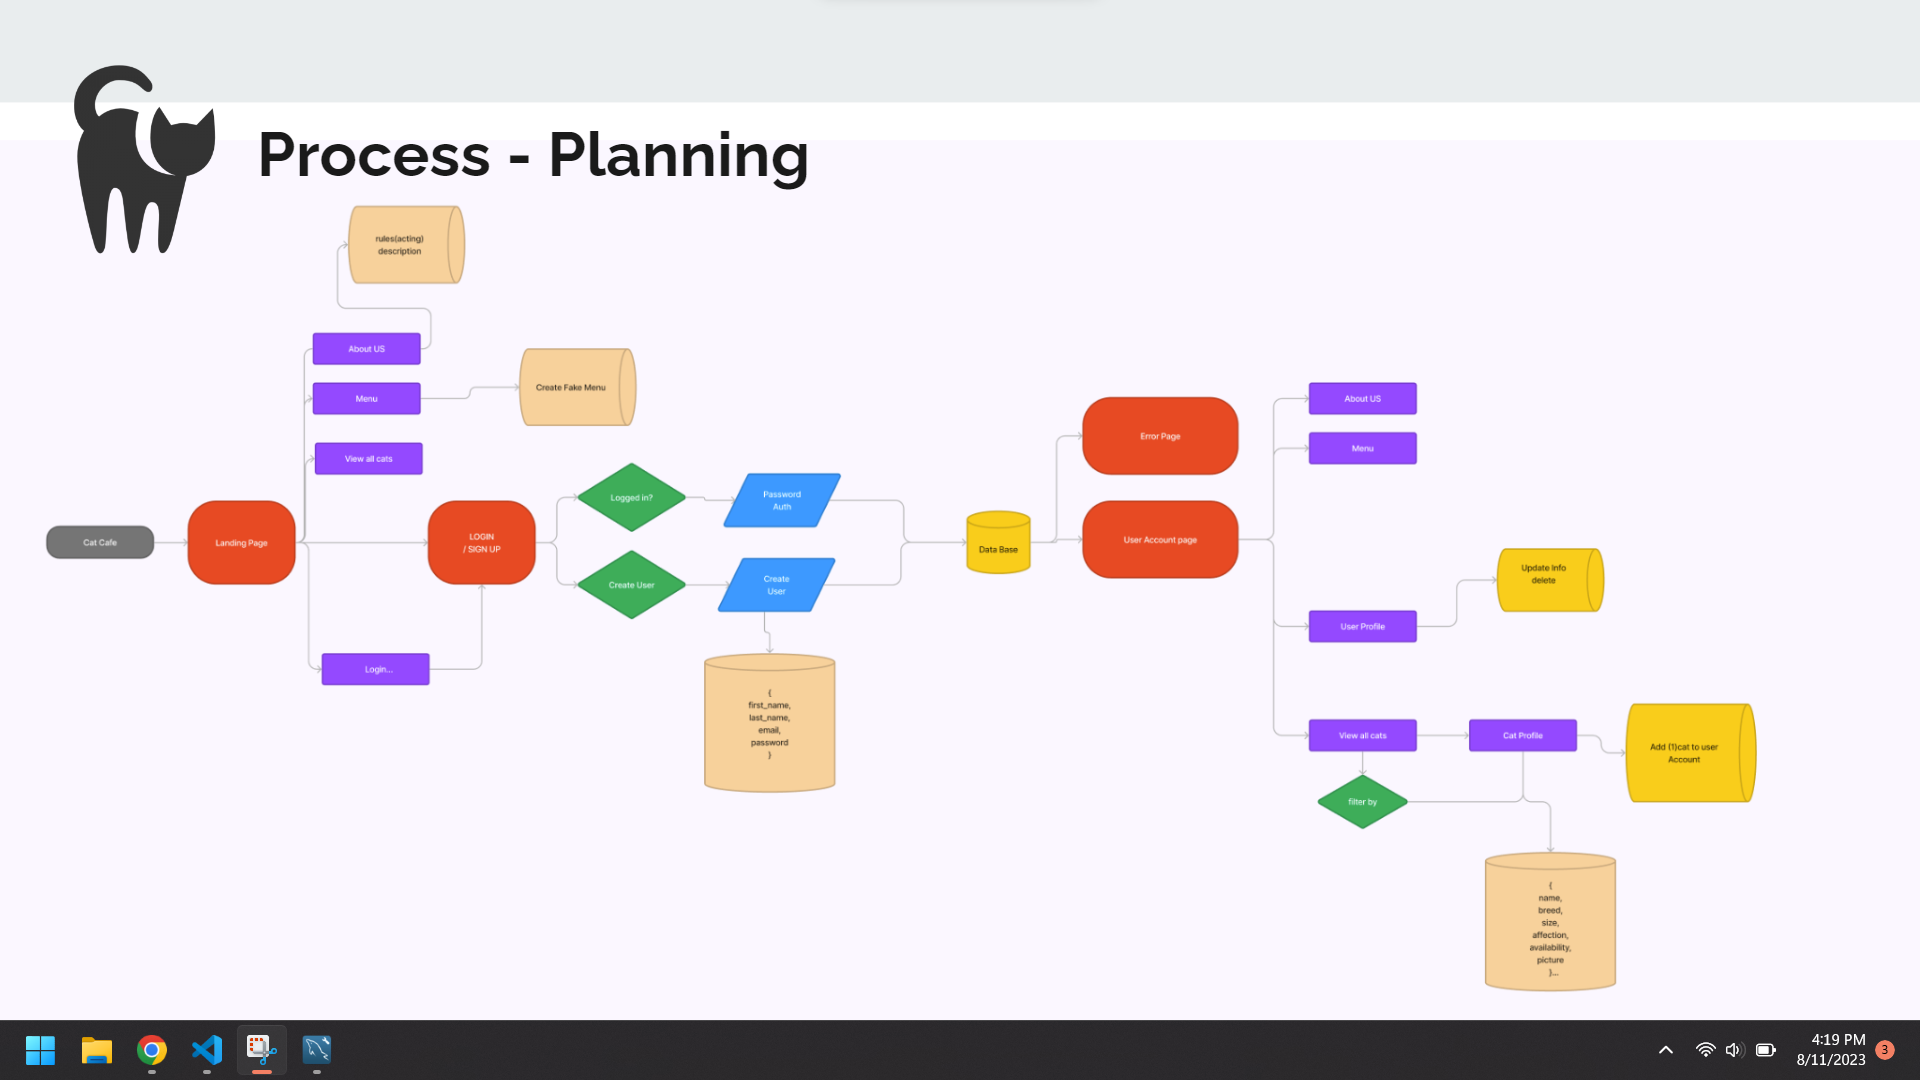 Process - Planning
rules(acting)
description
About US
Menu
Create Fake Menu
View all cats
Cat Cafe
Landing Page
LOGIN
/ SIGN UP
Login...
Logged in?
Create User
Password
Auth
Create
User
{
first_name,
last_name,
email,
password
}
Data Base
Error Page
User Account page
About US
Menu
User Profile
Update Info
delete
View all cats
Cat Profile
Add (1)cat to user
Account
filter by
{
name,
breed,
size,
affection,
availability,
picture
}...
4:19 PM
8/11/2023
3